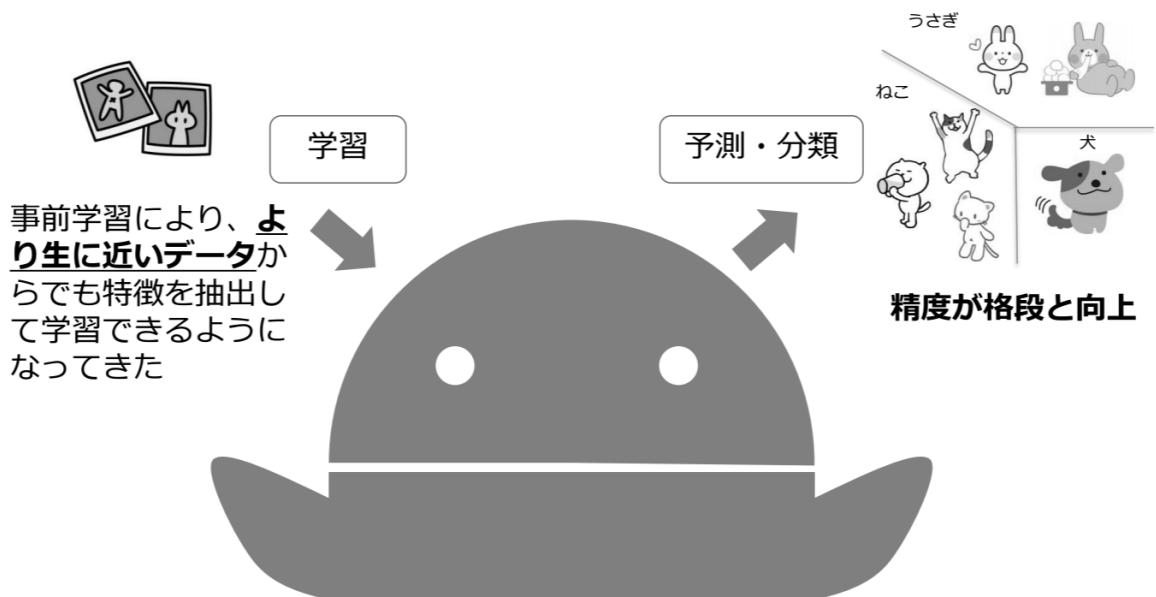 学習
事前学習により、よ
り生に近いデータか
らでも特徴を抽出し
て学習できるように
なってきた
予測・分類
うさぎ
ねこ
犬
精度が格段と向上